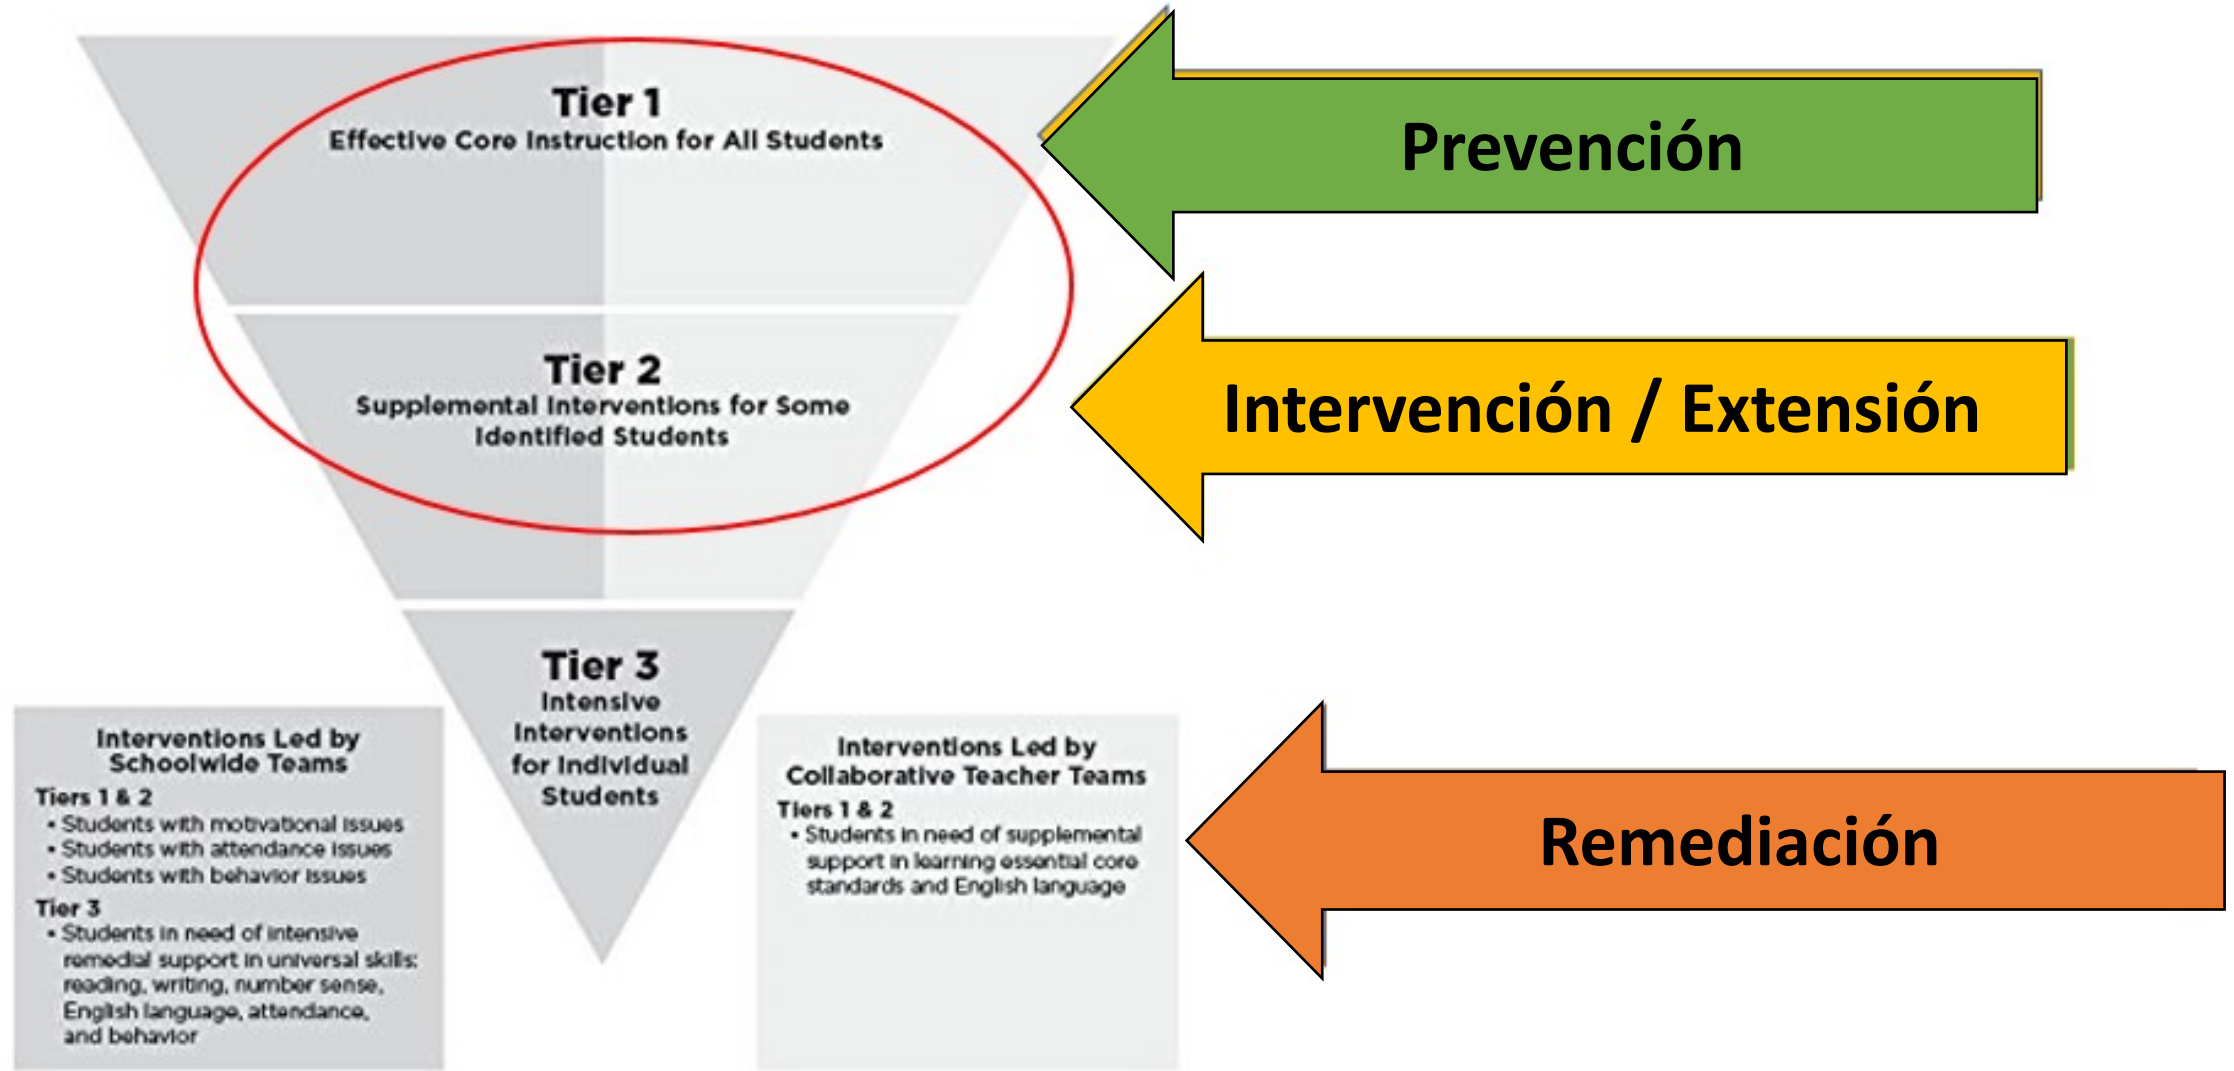 Tier 1
Effective Core Instruction for All Students
Prevención
Tier 2
Supplemental Interventions for Some
Identified Students
Intervención / Extensión
Tier 3
Intensive
Interventions
for Individual
Students
Interventions Led by
Schoolwide Teams
Tiers 1 & 2
• Students with motivational issues
• Students with attendance issues
• Students with behavior issues
Tier 3
• Students in need of intensive
remedial support in universal skills:
reading, writing, number sense,
English language, attendance,
and behavior
Interventions Led by
Collaborative Teacher Teams
Tiers 1 & 2
• Students in need of supplemental
support in learning essential core
standards and English language
Remediación